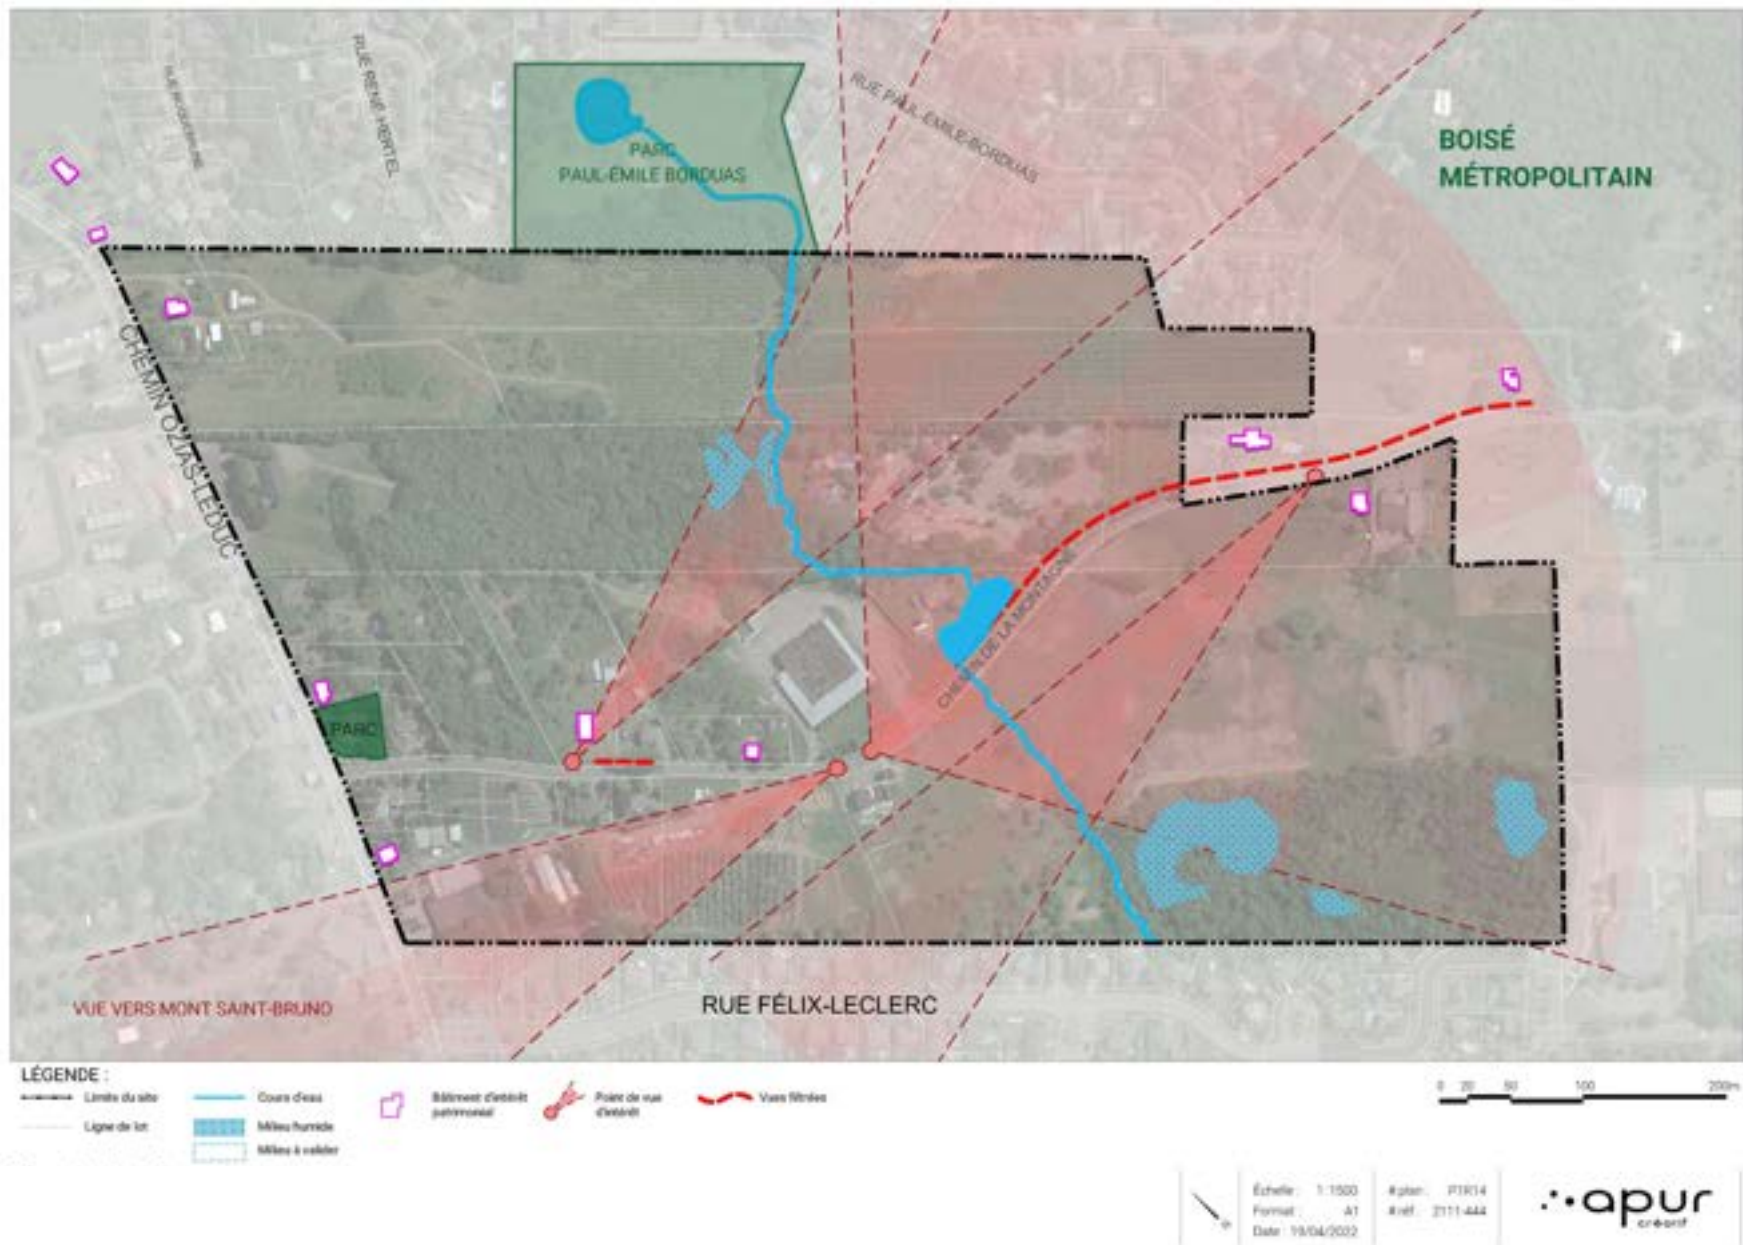 RUE RENÉ-HERTEL
PARC
PAUL-ÉMILE BORDUAS
RUE PAUL-ÉMILE-BORDUAS
BOISÉ
MÉTROPOLITAIN
CHEMIN OZIAS-LEDUC
CHEMIN DE LA MONTAGNE
PARC
VUE VERS MONT SAINT-BRUNO
RUE FÉLIX-LECLERC
LÉGENDE :
Limite du site
Ligne de lot
Cours d'eau
Milieu humide
Milieu à valider
Bâtiment d'intérêt
patrimonial
Point de vue
d'intérêt
Vues filtrées
0 20 50 100 200m
Échelle : 1:1500
Format : A1
Date : 19/04/2022
# plan : P1R14
# réf. : 2111-444
apur
créatif